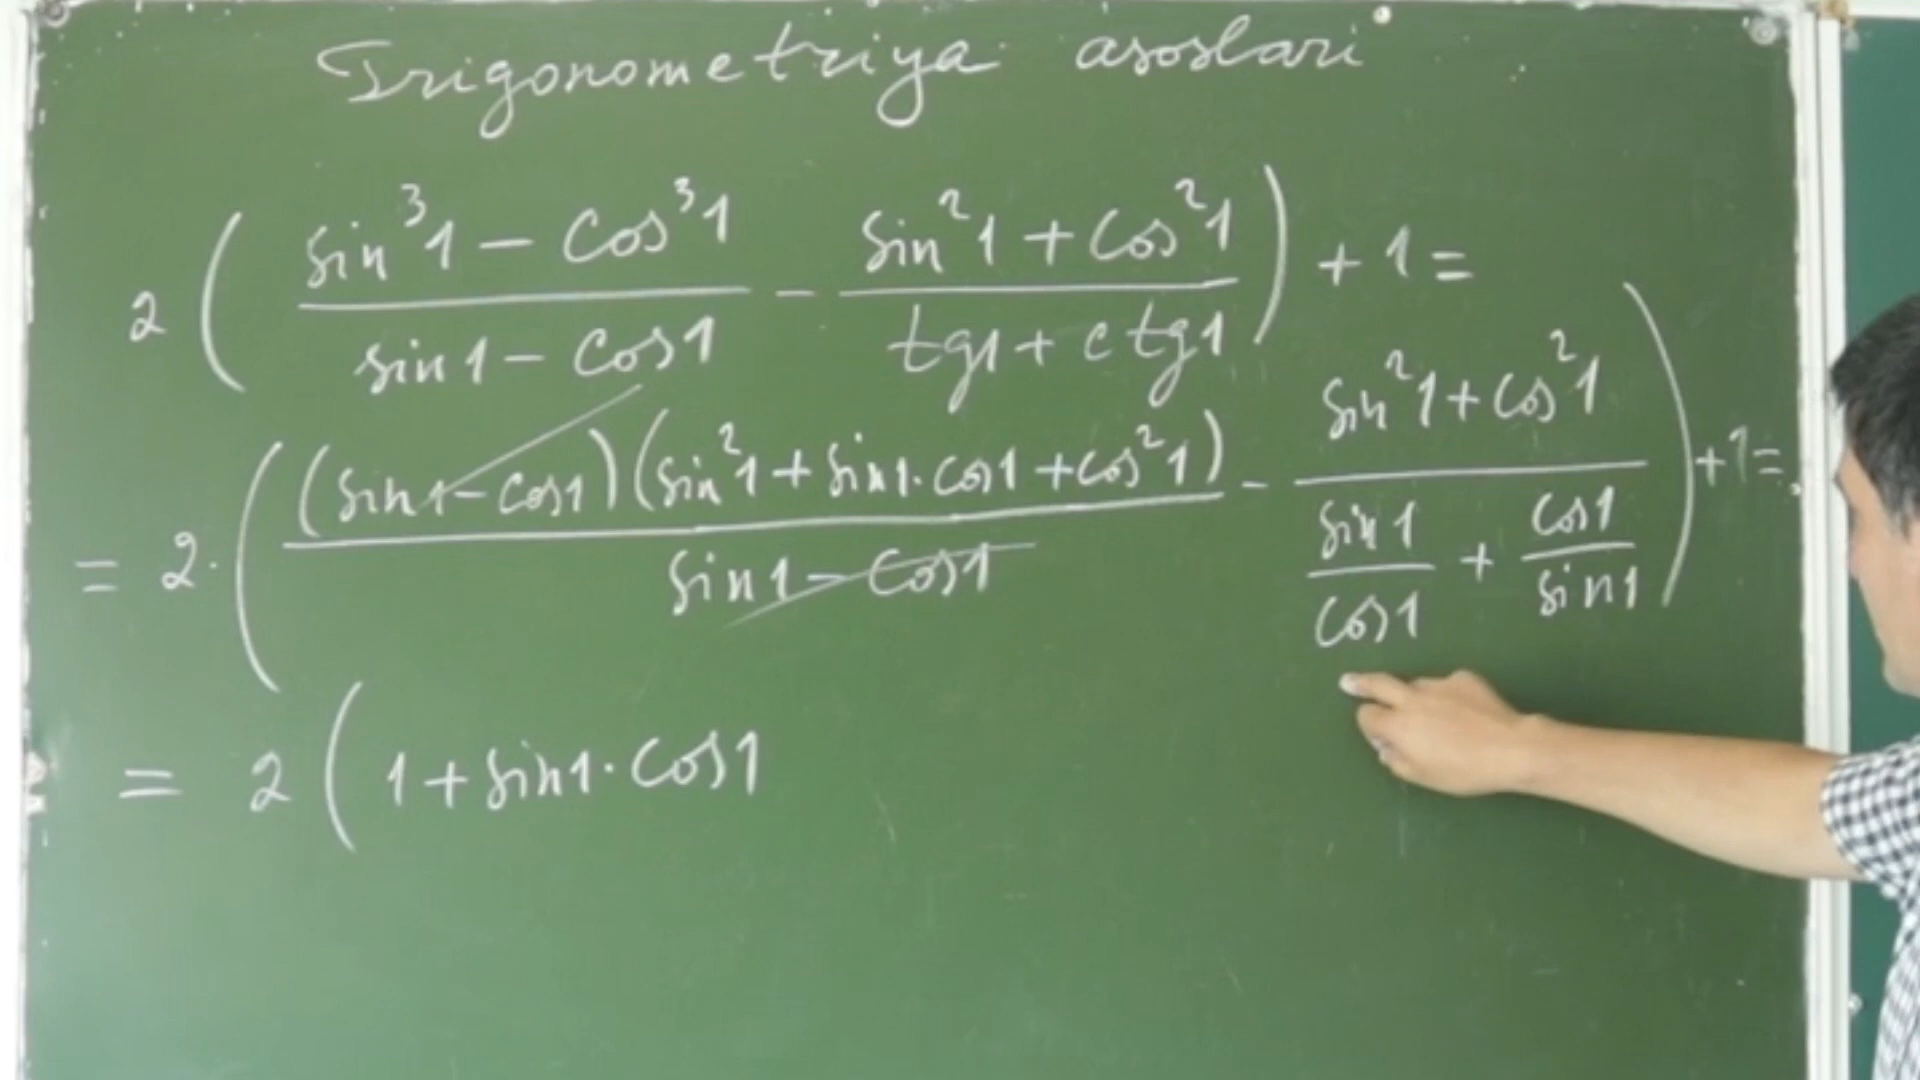 Trigonometriya asoslari
2 ( (sin³1 − cos³1)/(sin1 − cos1) − (sin²1 + cos²1)/(tg1 + ctg1) ) + 1 =
= 2· ( ((sin1−cos1)(sin²1 + sin1·cos1 + cos²1))/(sin1 − cos1) − (sin²1 + cos²1)/(sin1/cos1 + cos1/sin1) ) + 1 =
= 2 ( 1 + sin1·cos1